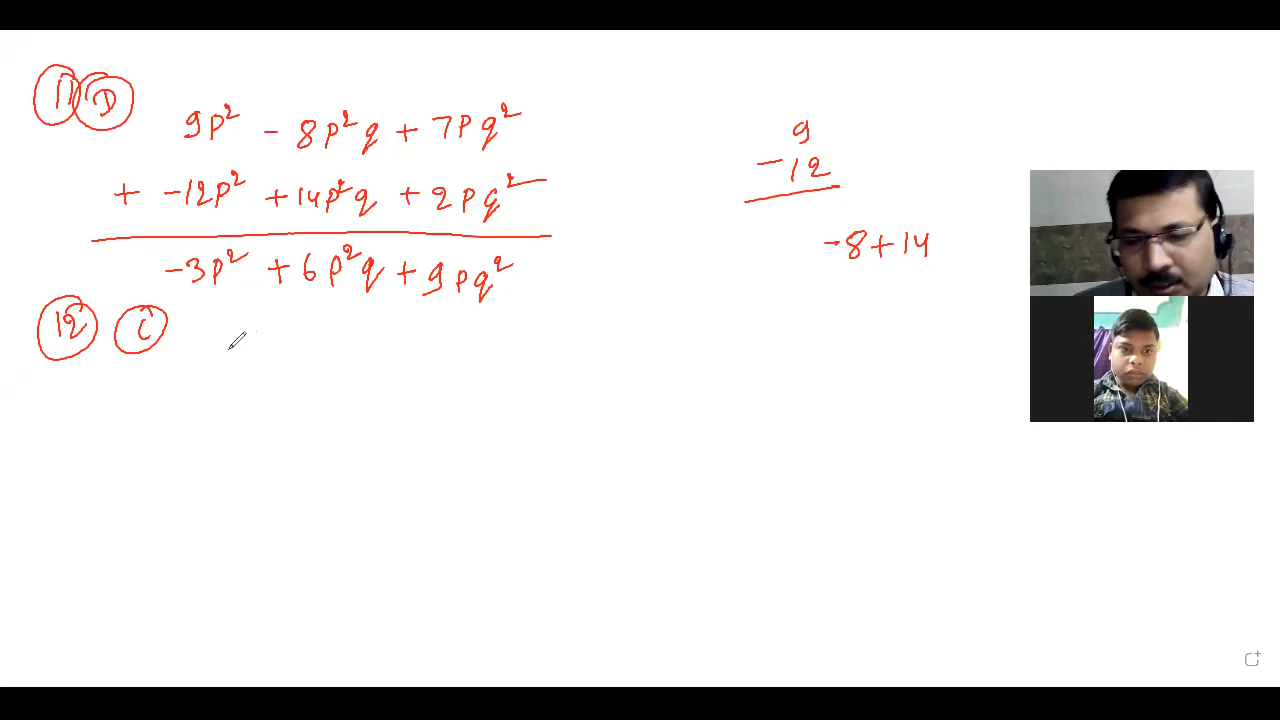 11 D
9p² - 8p²q + 7pq²
+ -12p² +14p²q + 2pq²
-3p² + 6p²q + 9pq²
12 C
9
-12
-8+14